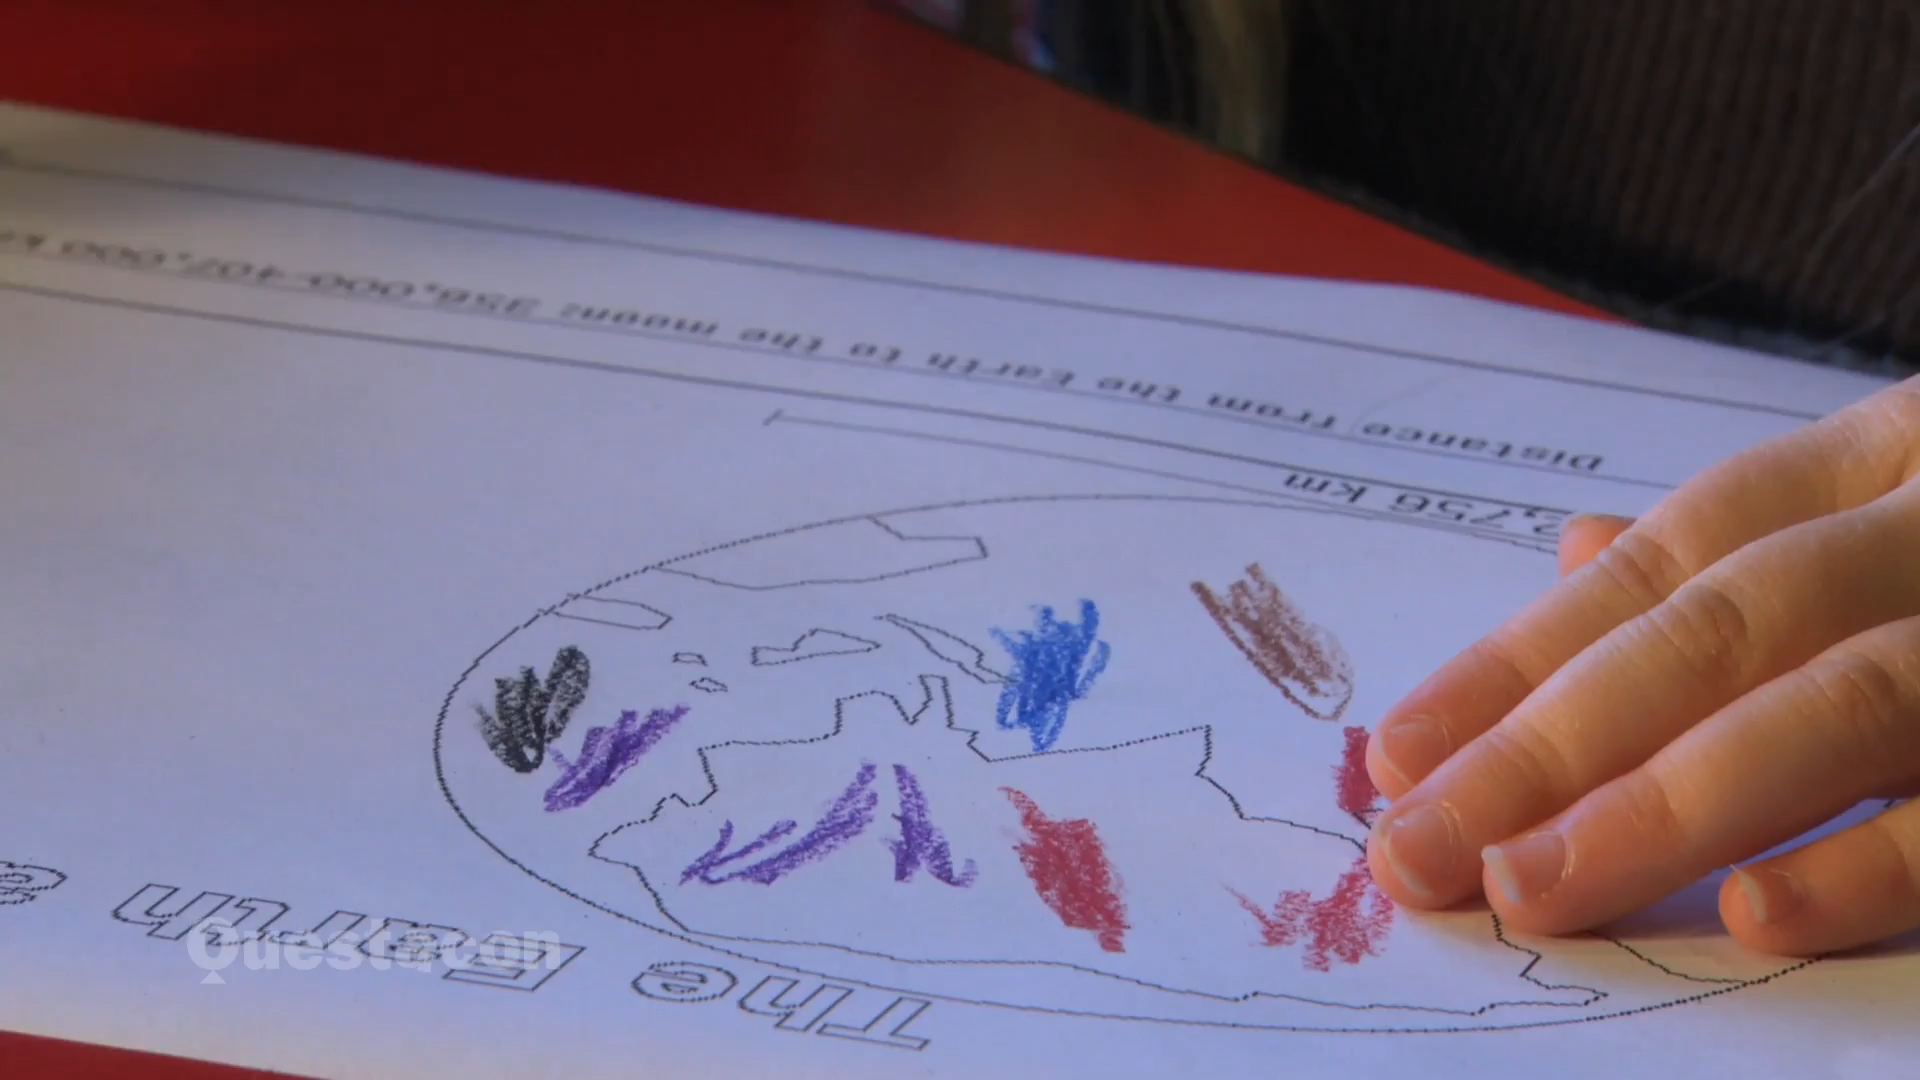 The Earth
2,756 km
Distance from the Earth to the moon: 356,000-407,000 k
Questacon